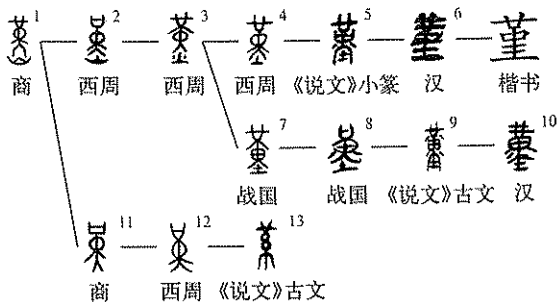 1 2 3 4 5 6 堇
商 西周 西周 西周 《说文》小篆 汉 楷书
7 8 9 10
战国 战国 《说文》古文 汉
11 12 13
商 西周 《说文》古文